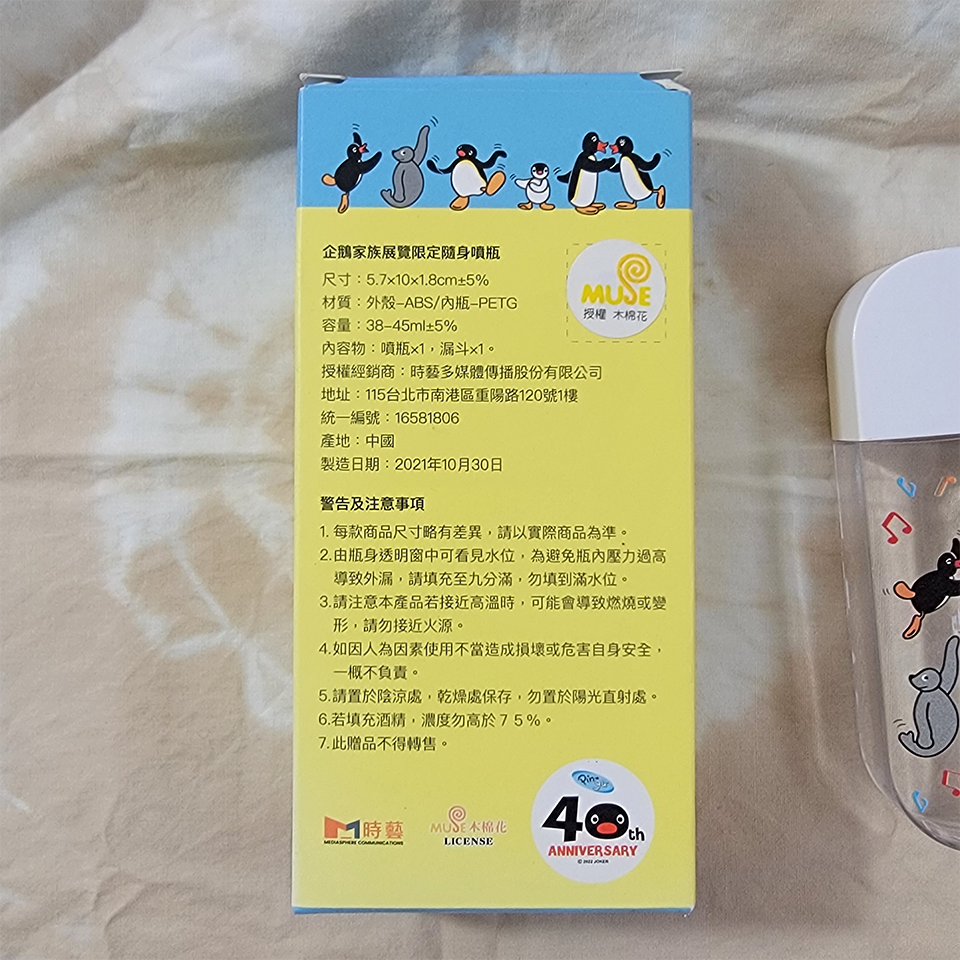 企鵝家族展覽限定隨身噴瓶
尺寸：5.7×10×1.8cm±5%
材質：外殼–ABS/內瓶–PETG
容量：38–45ml±5%
內容物：噴瓶×1，漏斗×1。
授權經銷商：時藝多媒體傳播股份有限公司
地址：115台北市南港區重陽路120號1樓
統一編號：16581806
產地：中國
製造日期：2021年10月30日
MUSE
授權 木棉花
警告及注意事項
1. 每款商品尺寸略有差異，請以實際商品為準。
2.由瓶身透明窗中可看見水位，為避免瓶內壓力過高
導致外漏，請填充至九分滿，勿填到滿水位。
3.請注意本產品若接近高溫時，可能會導致燃燒或變
形，請勿接近火源。
4.如因人為因素使用不當造成損壞或危害自身安全，
一概不負責。
5.請置於陰涼處，乾燥處保存，勿置於陽光直射處。
6.若填充酒精，濃度勿高於７５%。
7.此贈品不得轉售。
時藝
MEDIASPHERE COMMUNICATIONS
MUSE 木棉花
LICENSE
Pingu
40th
ANNIVERSARY
© 2022 JOKER